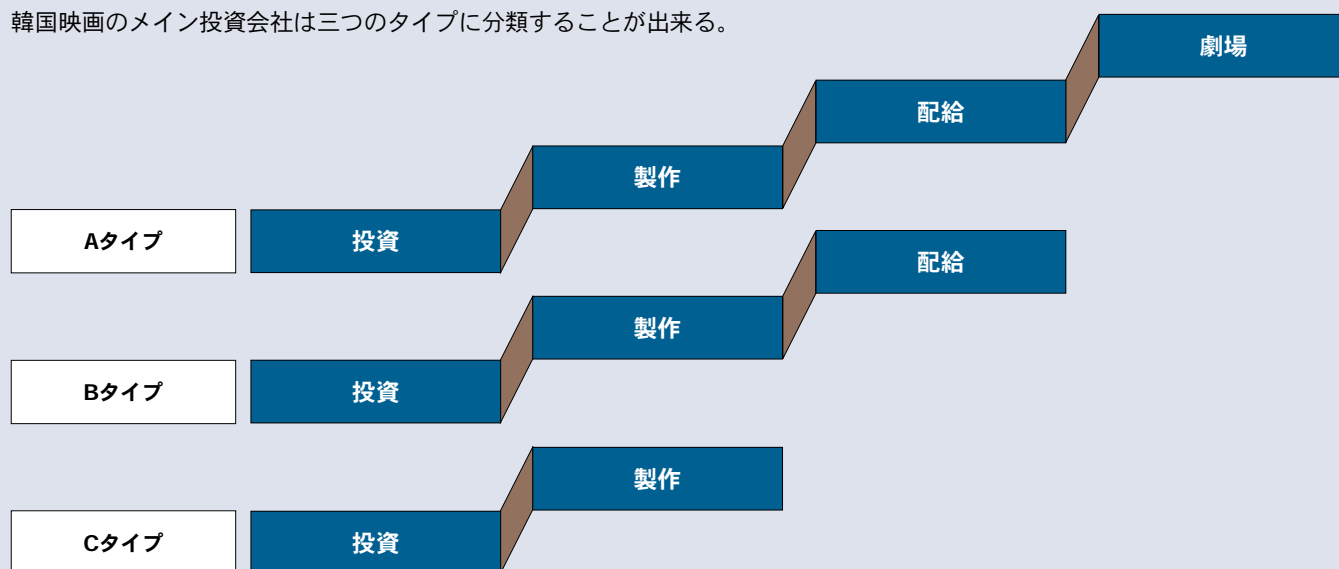 韓国映画のメイン投資会社は三つのタイプに分類することが出来る。
劇場
配給
製作
Aタイプ
投資
配給
製作
Bタイプ
投資
製作
Cタイプ
投資